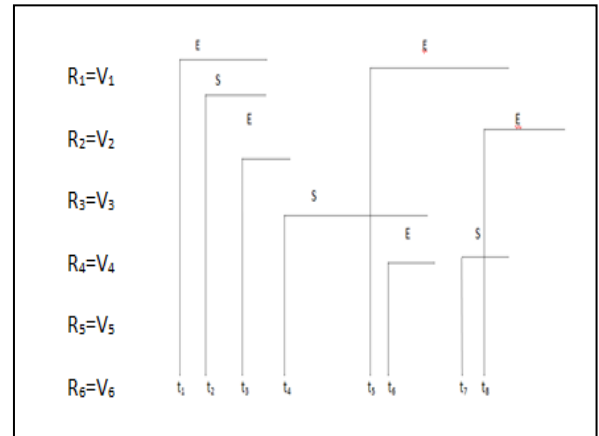 E E
R₁=V₁
S
E E
R₂=V₂
R₃=V₃ S
E S
R₄=V₄
R₅=V₅
R₆=V₆ t₁ t₂ t₃ t₄ t₅ t₆ t₇ t₈